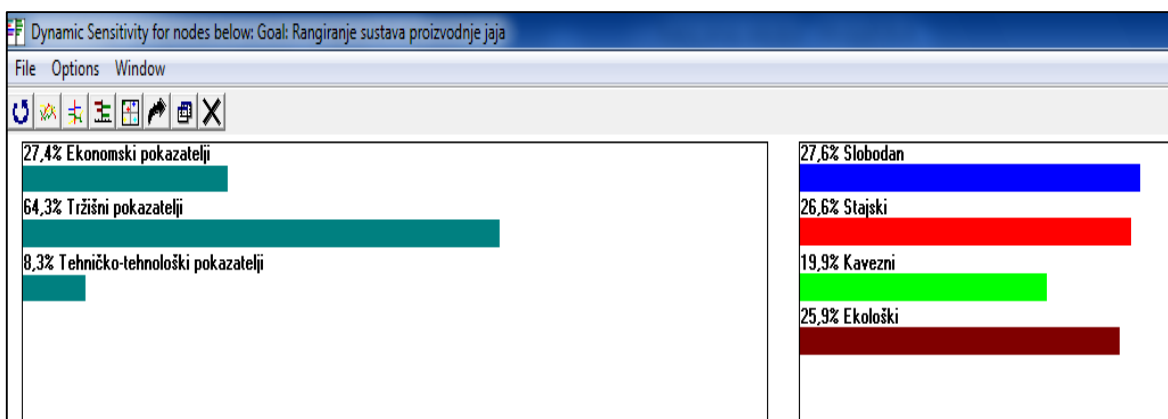 Dynamic Sensitivity for nodes below: Goal: Rangiranje sustava proizvodnje jaja
File Options Window
27,4% Ekonomski pokazatelji
64,3% Tržišni pokazatelji
8,3% Tehničko-tehnološki pokazatelji
27,6% Slobodan
26,6% Stajski
19,9% Kavezni
25,9% Ekološki